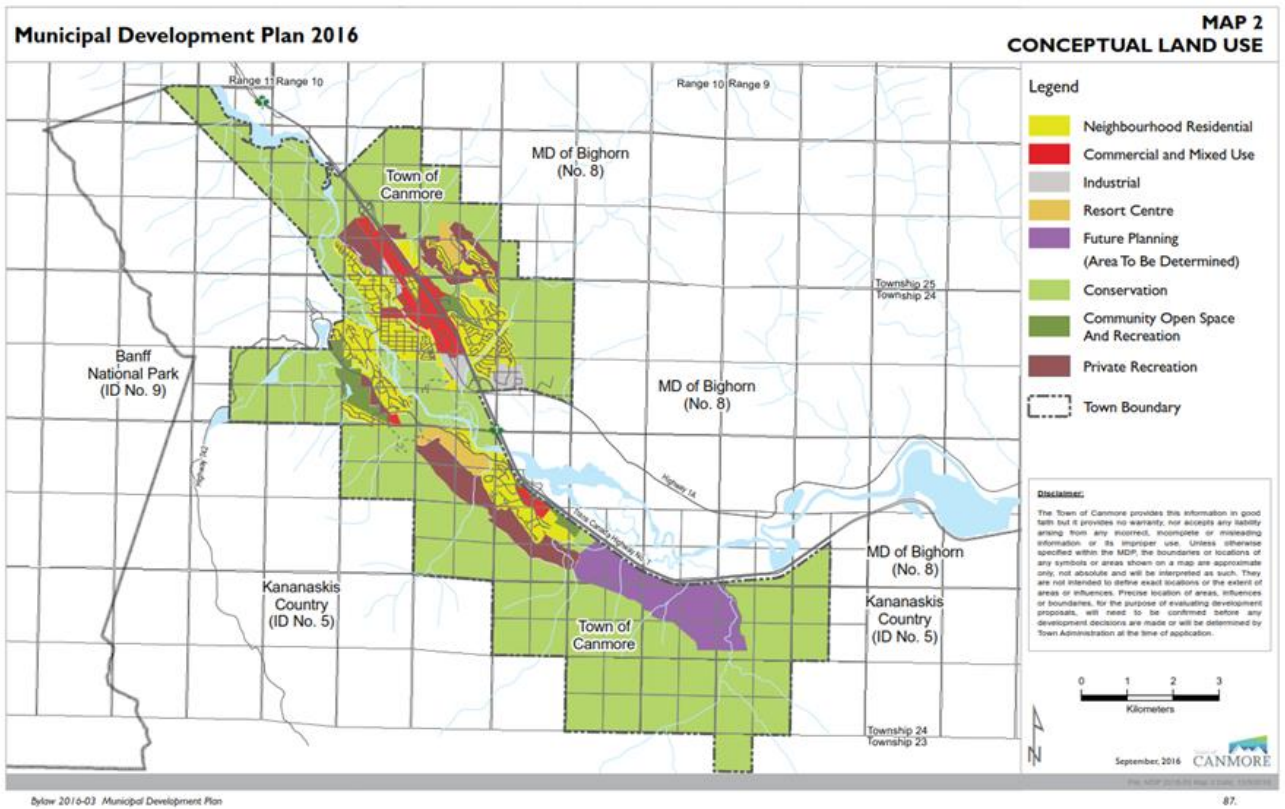 Municipal Development Plan 2016
MAP 2
CONCEPTUAL LAND USE
Range 11 Range 10
Range 10 Range 9
MD of Bighorn
(No. 8)
Town of
Canmore
Township 25
Township 24
Banff
National Park
(ID No. 9)
MD of Bighorn
(No. 8)
Highway 742
Highway 1A
Trans Canada Highway No. 1
MD of Bighorn
(No. 8)
Kananaskis
Country
(ID No. 5)
Kananaskis
Country
(ID No. 5)
Town of
Canmore
Township 24
Township 23
Legend
Neighbourhood Residential
Commercial and Mixed Use
Industrial
Resort Centre
Future Planning
(Area To Be Determined)
Conservation
Community Open Space
And Recreation
Private Recreation
Town Boundary
Disclaimer:
The Town of Canmore provides this information in good
faith but it provides no warranty, nor accepts any liability
arising from any incorrect, incomplete or misleading
information or its improper use. Unless otherwise
specified within the MDP, the boundaries or locations of
any symbols or areas shown on a map are approximate
only, not absolute and will be interpreted as such. They
are not intended to define exact locations or the extent of
areas or influences. Precise location of areas, influences
or boundaries, for the purpose of evaluating development
proposals, will need to be confirmed before any
development decisions are made or will be determined by
Town Administration at the time of application.
0 1 2 3
Kilometers
N
September, 2016
CANMORE
Bylaw 2016-03 Municipal Development Plan
87.